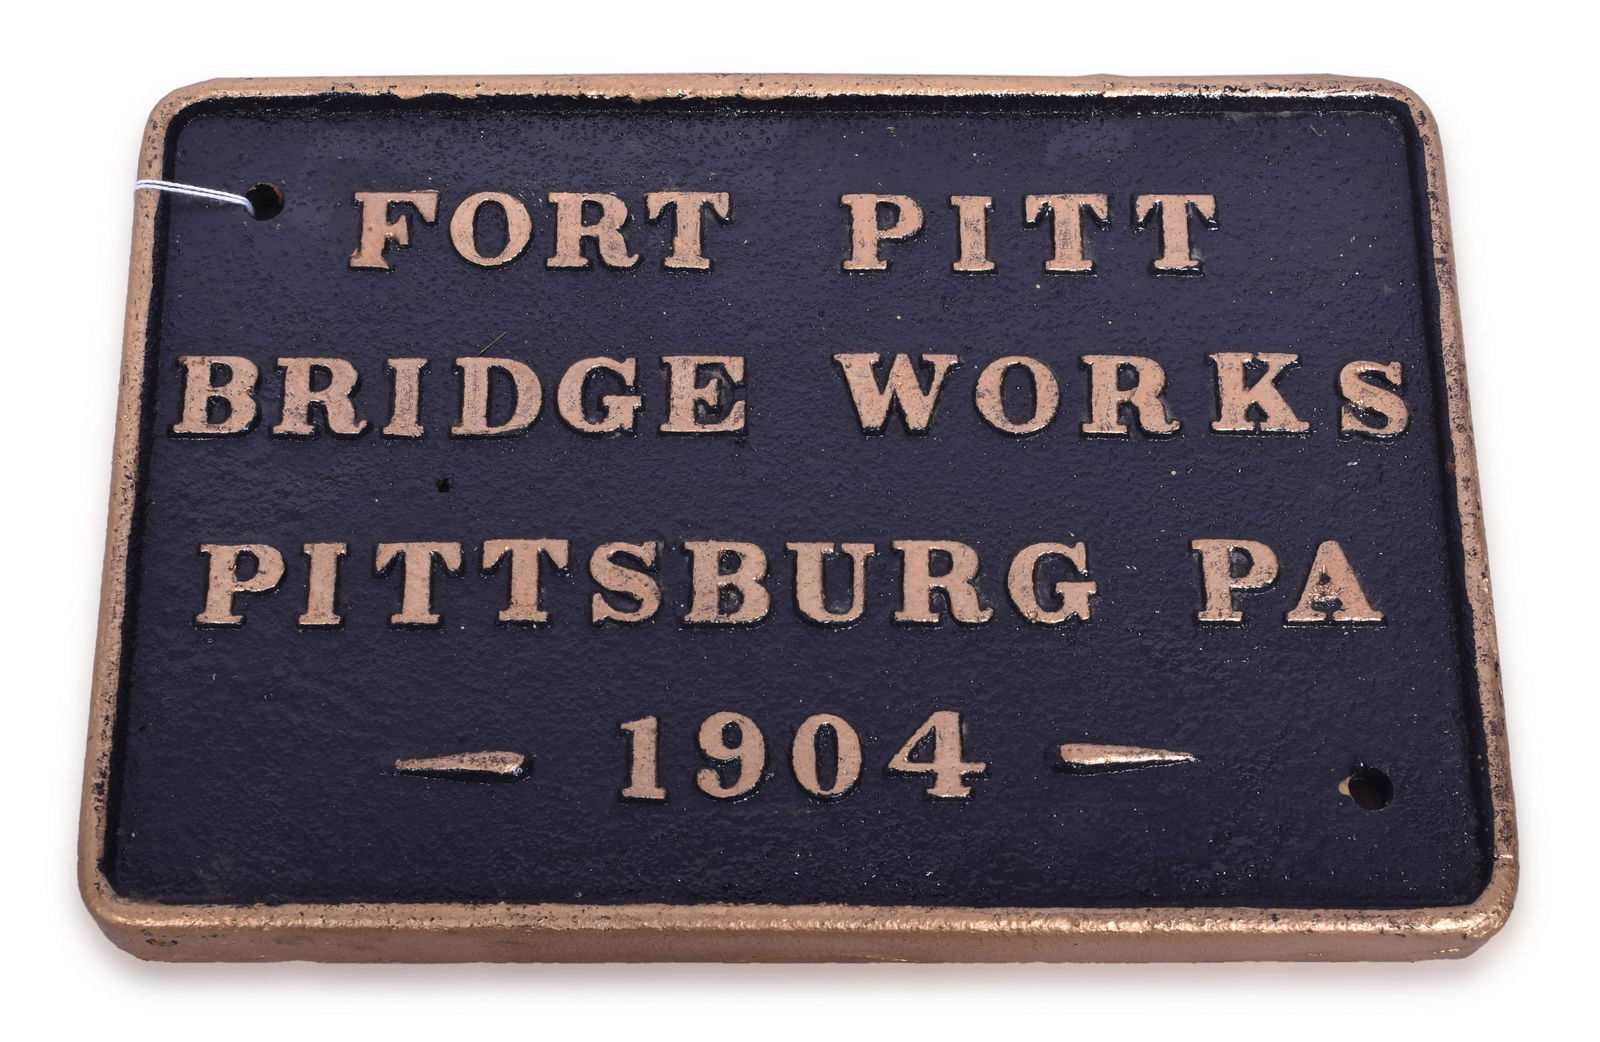 FORT PITT
BRIDGE WORKS
PITTSBURG PA
1904